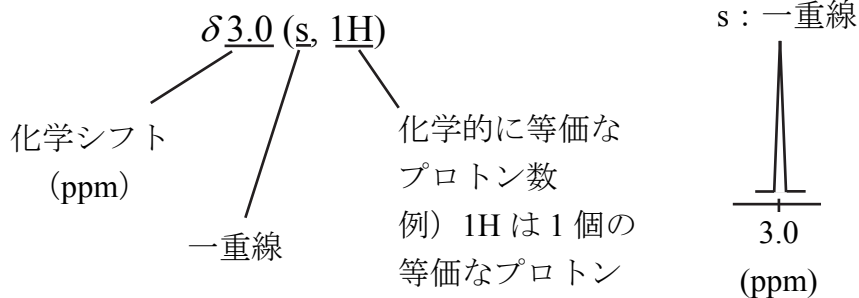 δ3.0 (s, 1H)
化学シフト
（ppm）
一重線
化学的に等価な
プロトン数
例）1H は 1 個の
等価なプロトン
s：一重線
3.0
(ppm)